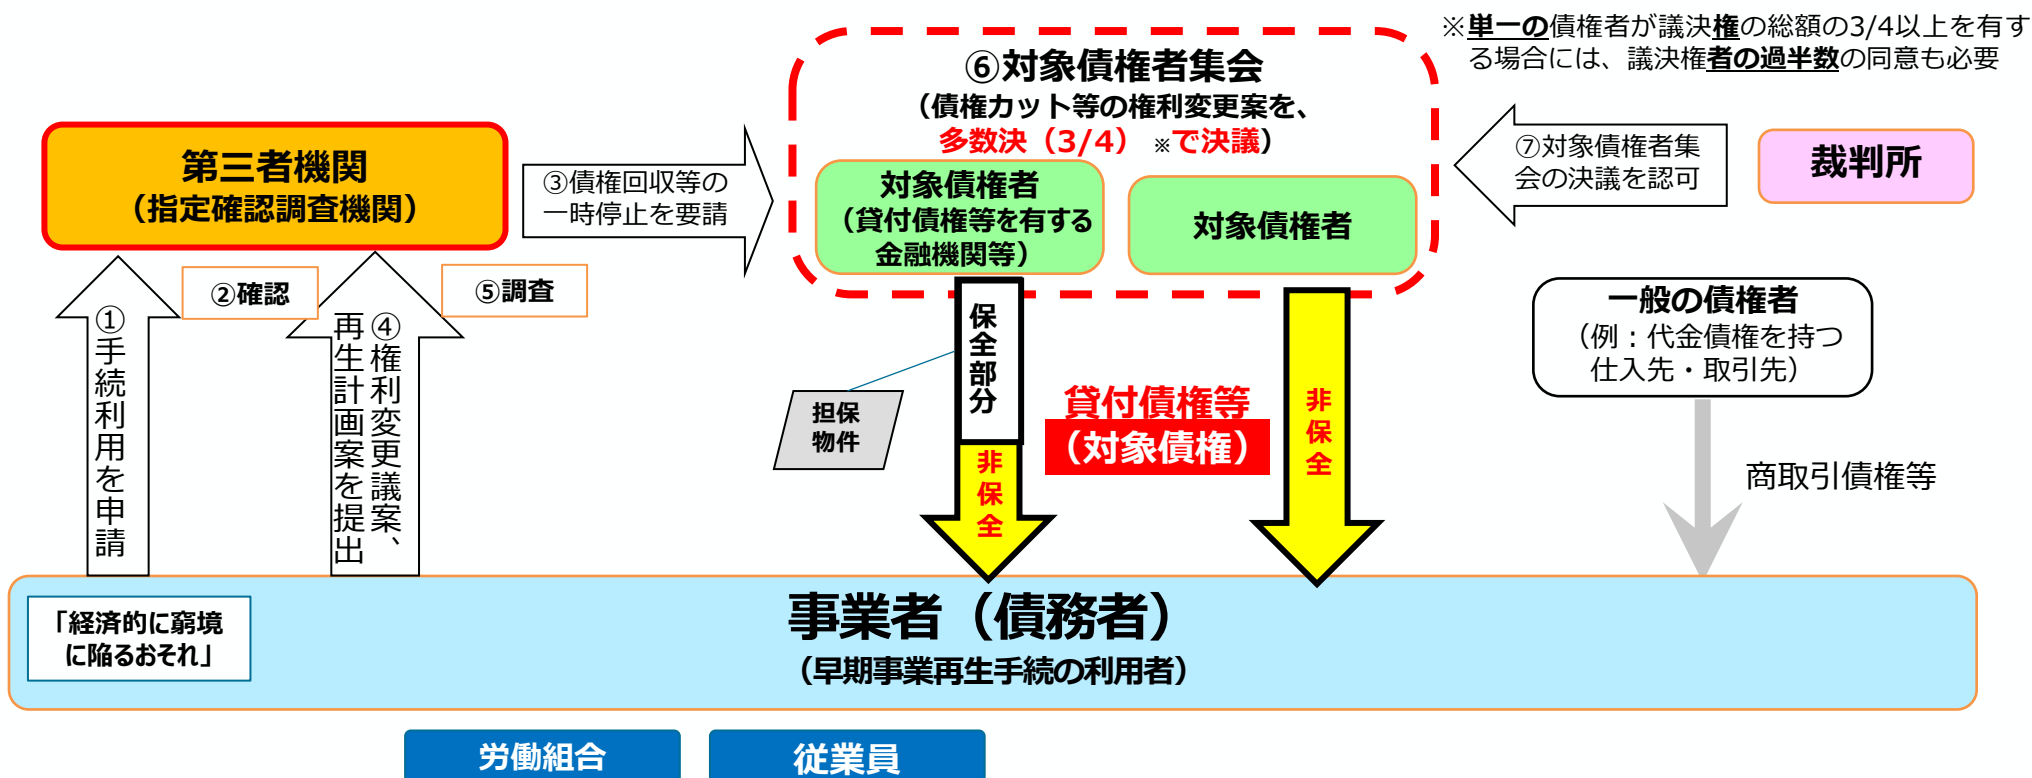 ※単一の債権者が議決権の総額の3/4以上を有す
る場合には、議決権者の過半数の同意も必要
⑥対象債権者集会
（債権カット等の権利変更案を、
多数決（3/4）※で決議）
第三者機関
（指定確認調査機関）
③債権回収等の
一時停止を要請
対象債権者
（貸付債権等を有する
金融機関等）
対象債権者
⑦対象債権者集
会の決議を認可
裁判所
①手続利用を申請
②確認
④権利変更議案、
再生計画案を提出
⑤調査
保全部分
非保全
担保
物件
貸付債権等
（対象債権）
非保全
一般の債権者
（例：代金債権を持つ
仕入先・取引先）
商取引債権等
「経済的に窮境
に陥るおそれ」
事業者（債務者）
（早期事業再生手続の利用者）
労働組合
従業員